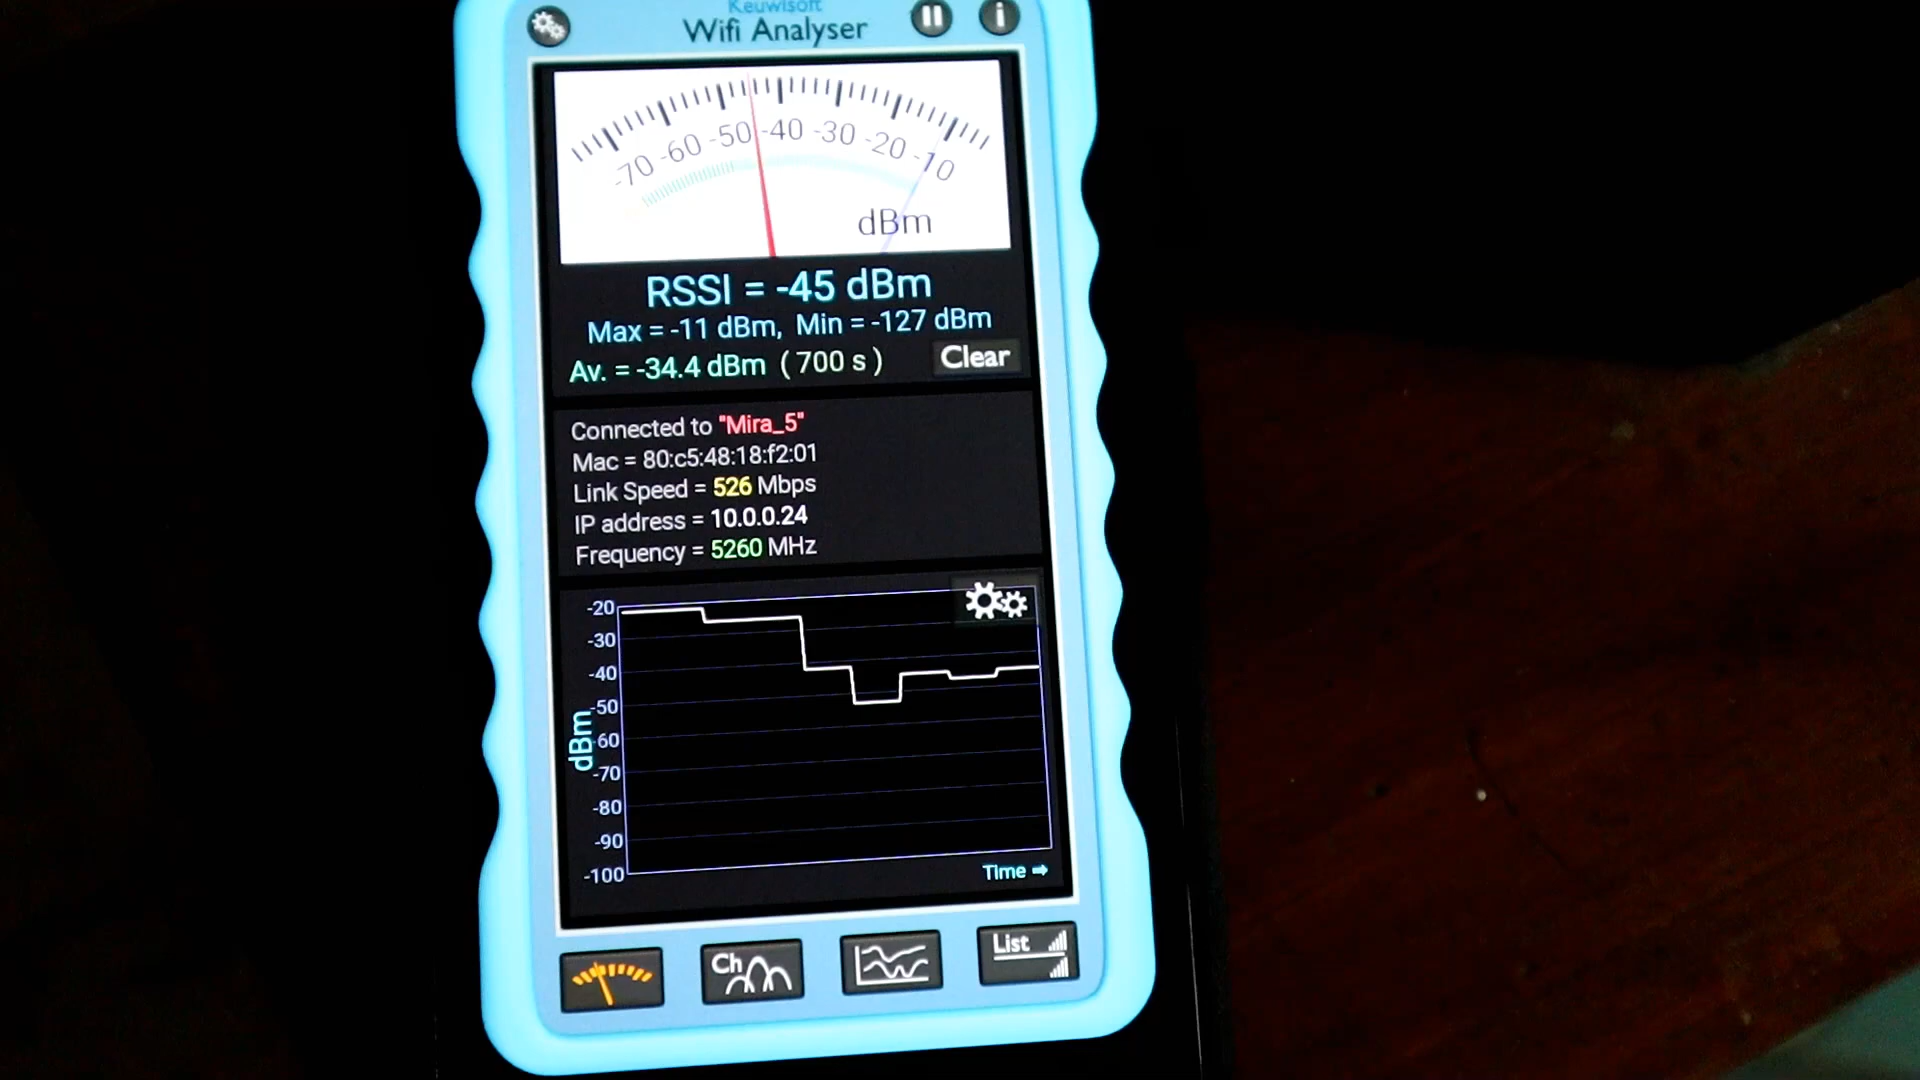 Keuwlsoft
Wifi Analyser
-70 -60 -50 -40 -30 -20 -10
dBm
RSSI = -45 dBm
Max = -11 dBm, Min = -127 dBm
Av. = -34.4 dBm ( 700 s )
Clear
Connected to "Mira_5"
Mac = 80:c5:48:18:f2:01
Link Speed = 526 Mbps
IP address = 10.0.0.24
Frequency = 5260 MHz
-20
-30
-40
-50
-60
-70
-80
-90
-100
dBm
Time
Ch
List